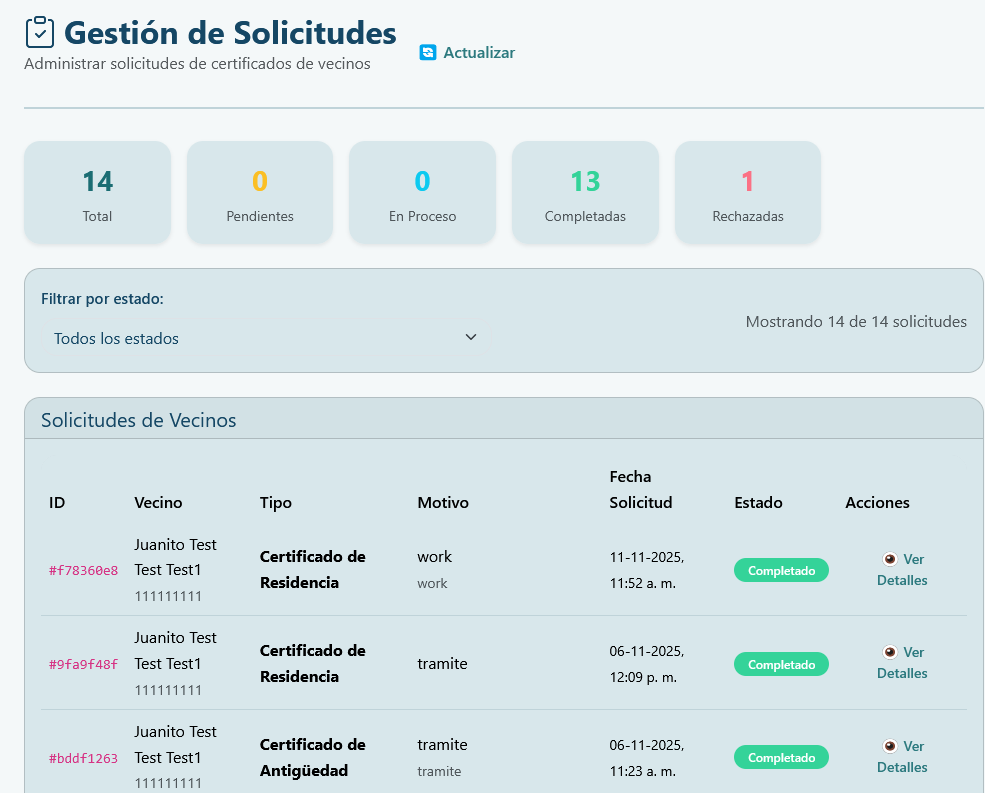 Gestión de Solicitudes
Administrar solicitudes de certificados de vecinos
Actualizar
14
Total
0
Pendientes
0
En Proceso
13
Completadas
1
Rechazadas
Filtrar por estado:
Todos los estados
Mostrando 14 de 14 solicitudes
Solicitudes de Vecinos
ID
Vecino
Tipo
Motivo
Fecha
Solicitud
Estado
Acciones
#f78360e8
Juanito Test
Test Test1
111111111
Certificado de
Residencia
work
work
11-11-2025,
11:52 a. m.
Completado
Ver
Detalles
#9fa9f48f
Juanito Test
Test Test1
111111111
Certificado de
Residencia
tramite
06-11-2025,
12:09 p. m.
Completado
Ver
Detalles
#bddf1263
Juanito Test
Test Test1
111111111
Certificado de
Antigüedad
tramite
tramite
06-11-2025,
11:23 a. m.
Completado
Ver
Detalles